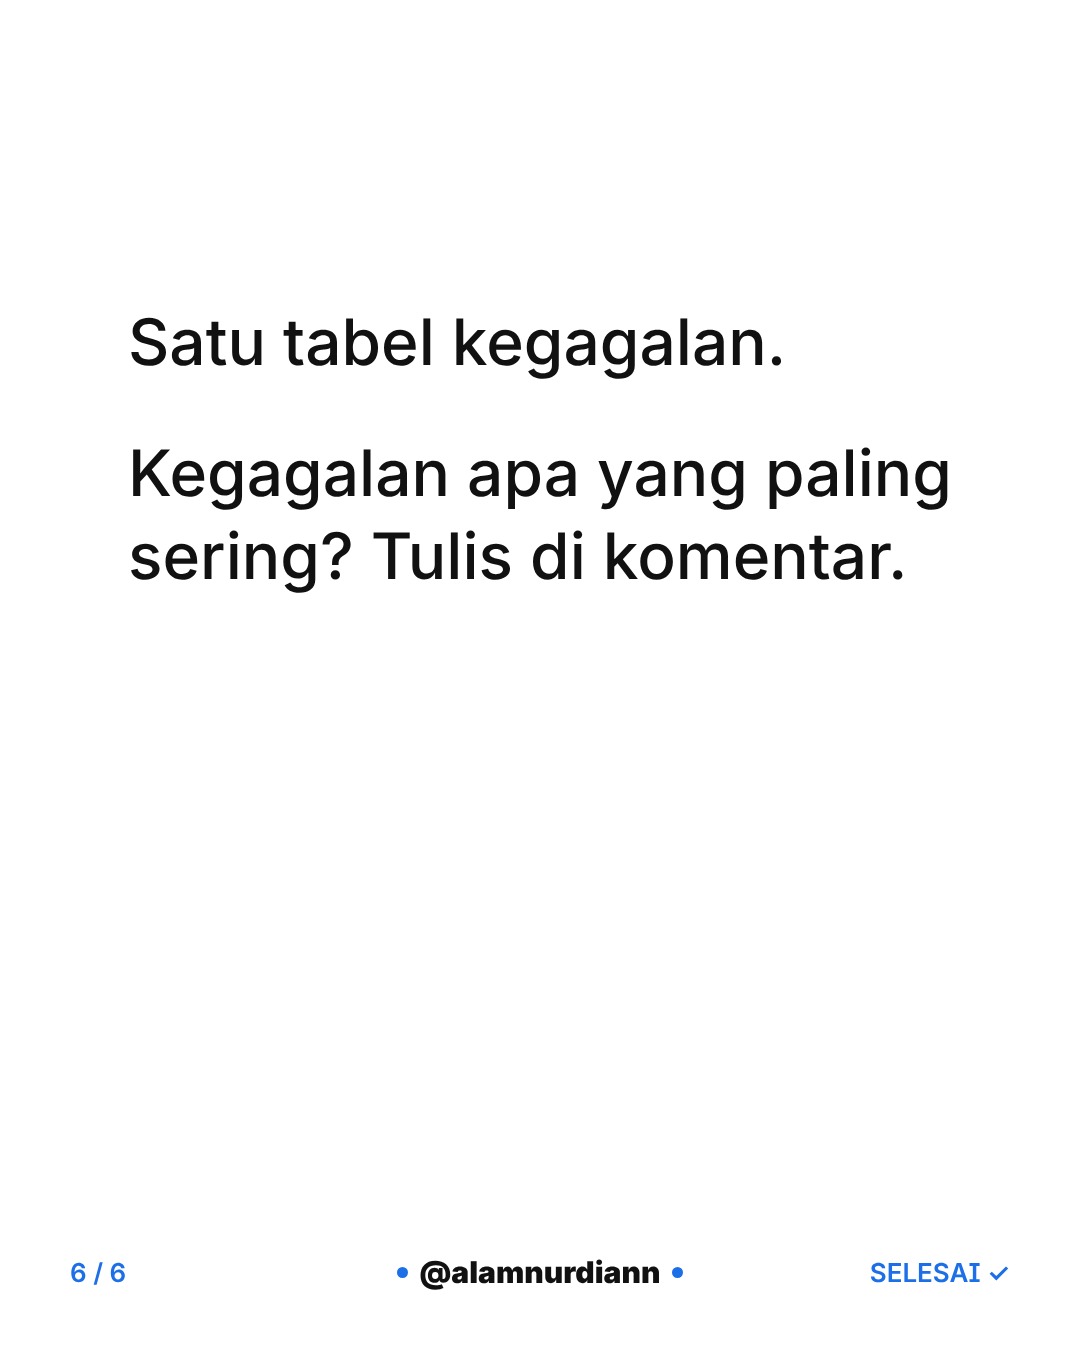 Satu tabel kegagalan.
Kegagalan apa yang paling
sering? Tulis di komentar.
6 / 6
• @alamnurdiann •
SELESAI ✓